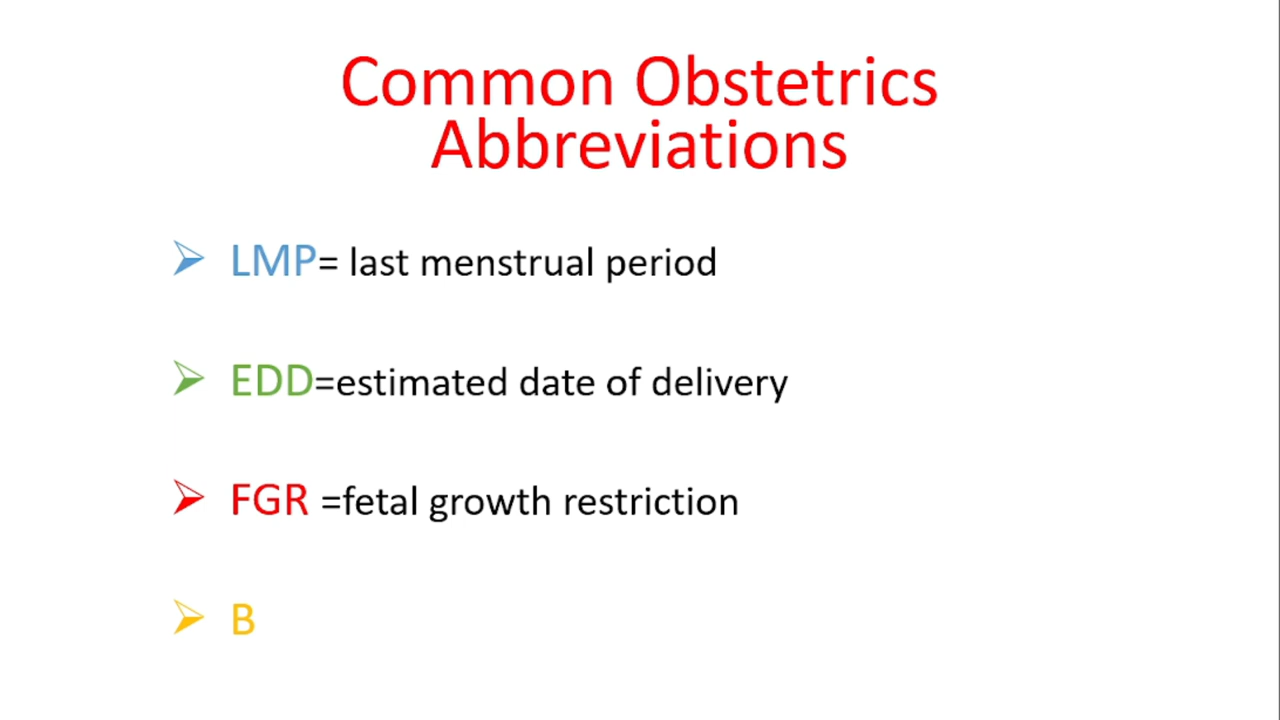 Common Obstetrics
Abbreviations
LMP= last menstrual period
EDD=estimated date of delivery
FGR =fetal growth restriction
B